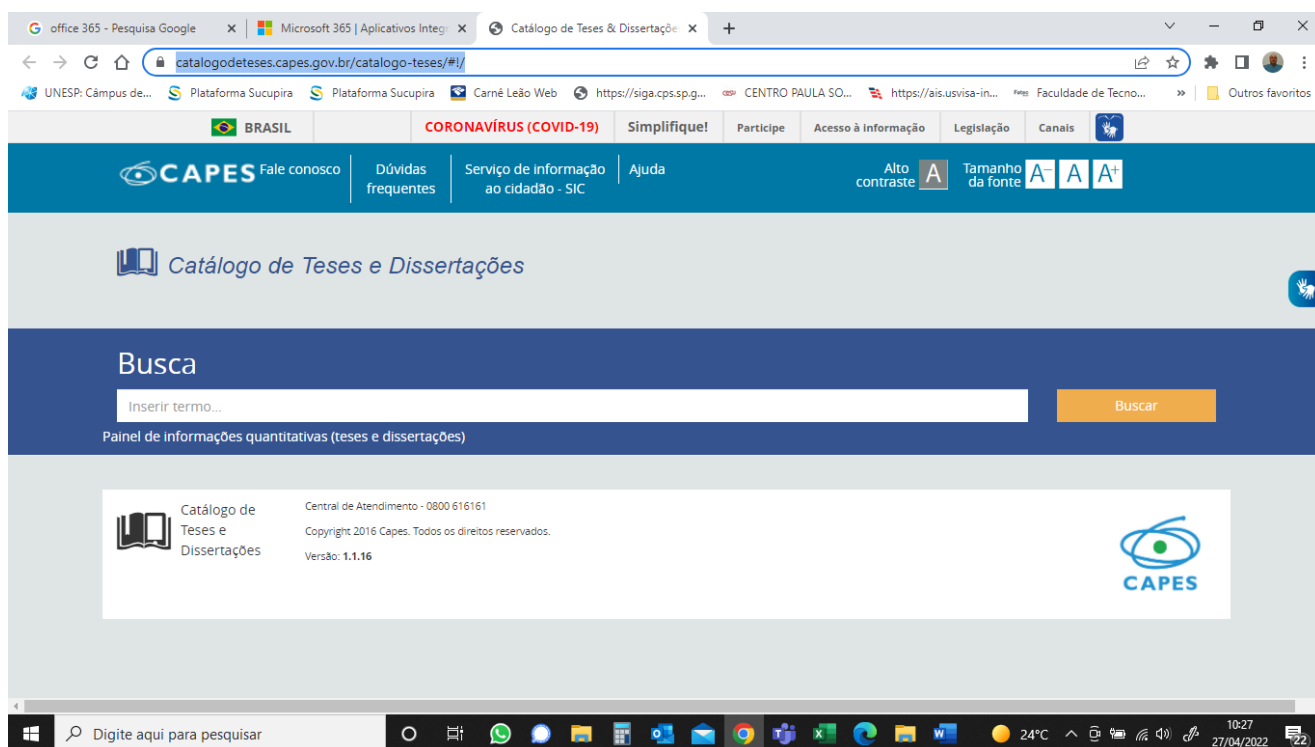 office 365 - Pesquisa Google
Microsoft 365 | Aplicativos Integ
Catálogo de Teses & Dissertaçõe
catalogodeteses.capes.gov.br/catalogo-teses/#!/
UNESP: Câmpus de... Plataforma Sucupira Plataforma Sucupira Carnê Leão Web https://siga.cps.sp.g... CENTRO PAULA SO... https://ais.usvisa-in... Faculdade de Tecno... » Outros favoritos
BRASIL CORONAVÍRUS (COVID-19) Simplifique! Participe Acesso à informação Legislação Canais
CAPES Fale conosco
Dúvidas
frequentes
Serviço de informação
ao cidadão - SIC
Ajuda
Alto
contraste
A
Tamanho
da fonte
A- A A+
Catálogo de Teses e Dissertações
Busca
Inserir termo...
Buscar
Painel de informações quantitativas (teses e dissertações)
Catálogo de
Teses e
Dissertações
Central de Atendimento - 0800 616161
Copyright 2016 Capes. Todos os direitos reservados.
Versão: 1.1.16
CAPES
Digite aqui para pesquisar
24°C
10:27
27/04/2022
22